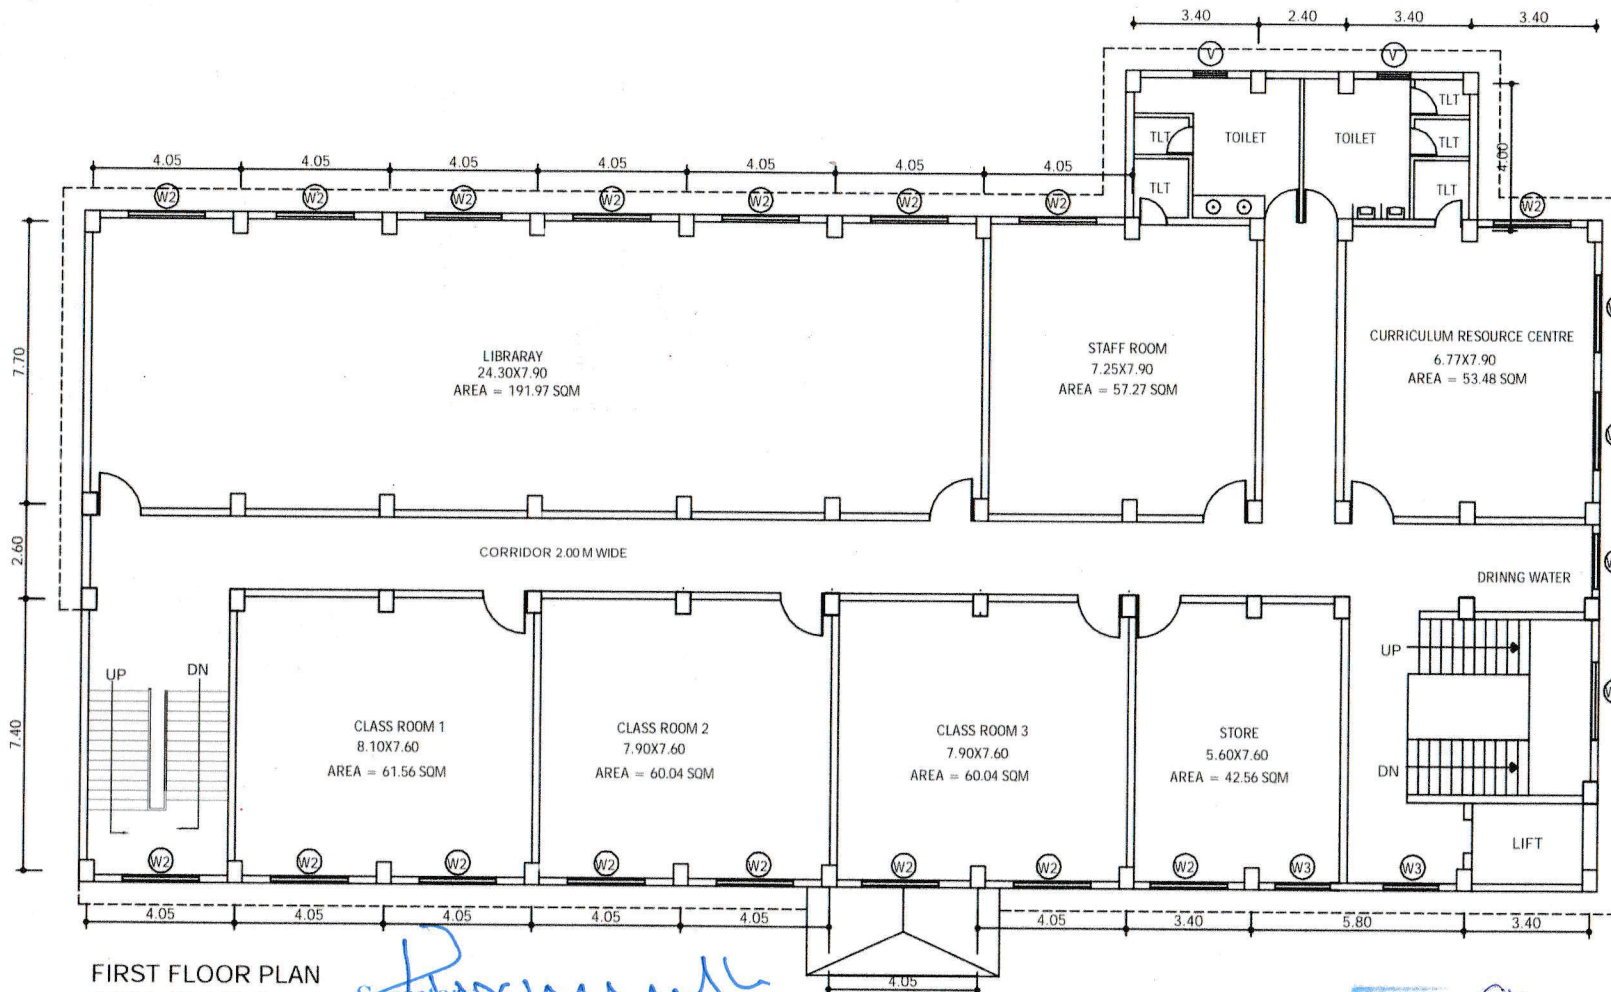 3.40 2.40 3.40 3.40
V V
TLT
TLT TOILET TOILET TLT
4.00
TLT TLT
4.05 4.05 4.05 4.05 4.05 4.05 4.05
W2 W2 W2 W2 W2 W2 W2 W2
7.70
LIBRARAY
24.30X7.90
AREA = 191.97 SQM
STAFF ROOM
7.25X7.90
AREA = 57.27 SQM
CURRICULUM RESOURCE CENTRE
6.77X7.90
AREA = 53.48 SQM
2.60
CORRIDOR 2.00 M WIDE
DRINNG WATER
7.40
UP DN
CLASS ROOM 1
8.10X7.60
AREA = 61.56 SQM
CLASS ROOM 2
7.90X7.60
AREA = 60.04 SQM
CLASS ROOM 3
7.90X7.60
AREA = 60.04 SQM
STORE
5.60X7.60
AREA = 42.56 SQM
UP
DN
LIFT
W2 W2 W2 W2 W2 W2 W2 W2 W3 W3
4.05 4.05 4.05 4.05 4.05 4.05 3.40 5.80 3.40
4.05
FIRST FLOOR PLAN